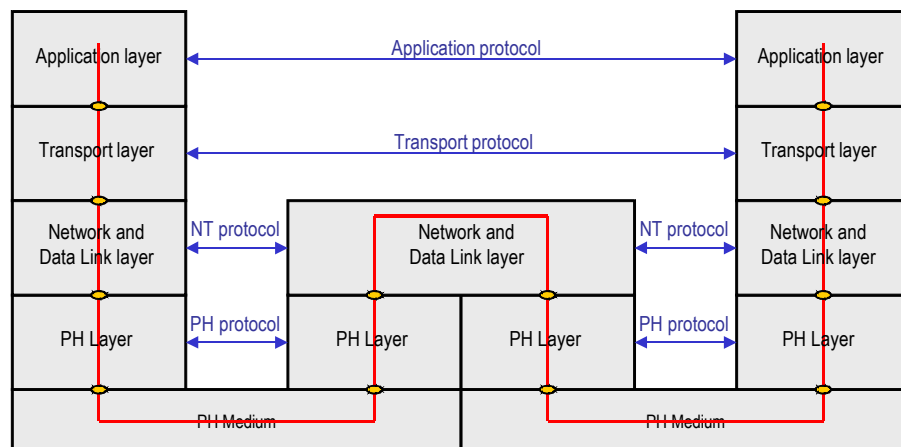 Application layer
Application protocol
Application layer
Transport layer
Transport protocol
Transport layer
Network and
Data Link layer
NT protocol
Network and
Data Link layer
NT protocol
Network and
Data Link layer
PH Layer
PH protocol
PH Layer
PH Layer
PH protocol
PH Layer
PH Medium
PH Medium